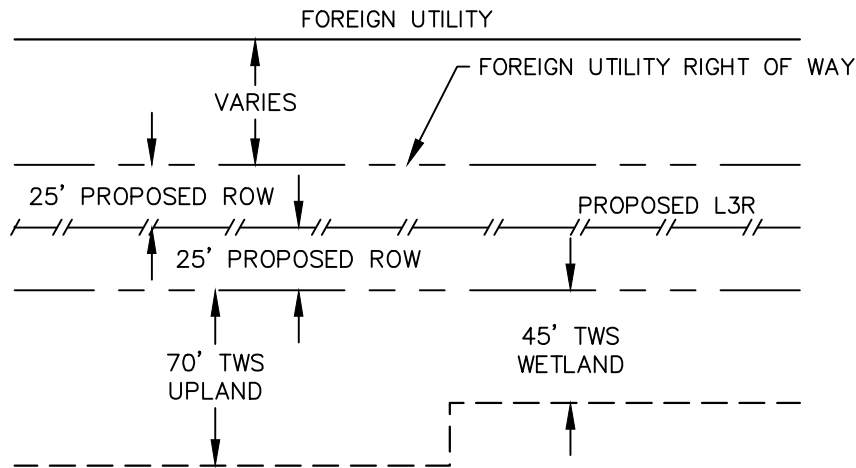 FOREIGN UTILITY
FOREIGN UTILITY RIGHT OF WAY
VARIES
25' PROPOSED ROW
PROPOSED L3R
25' PROPOSED ROW
70' TWS
UPLAND
45' TWS
WETLAND